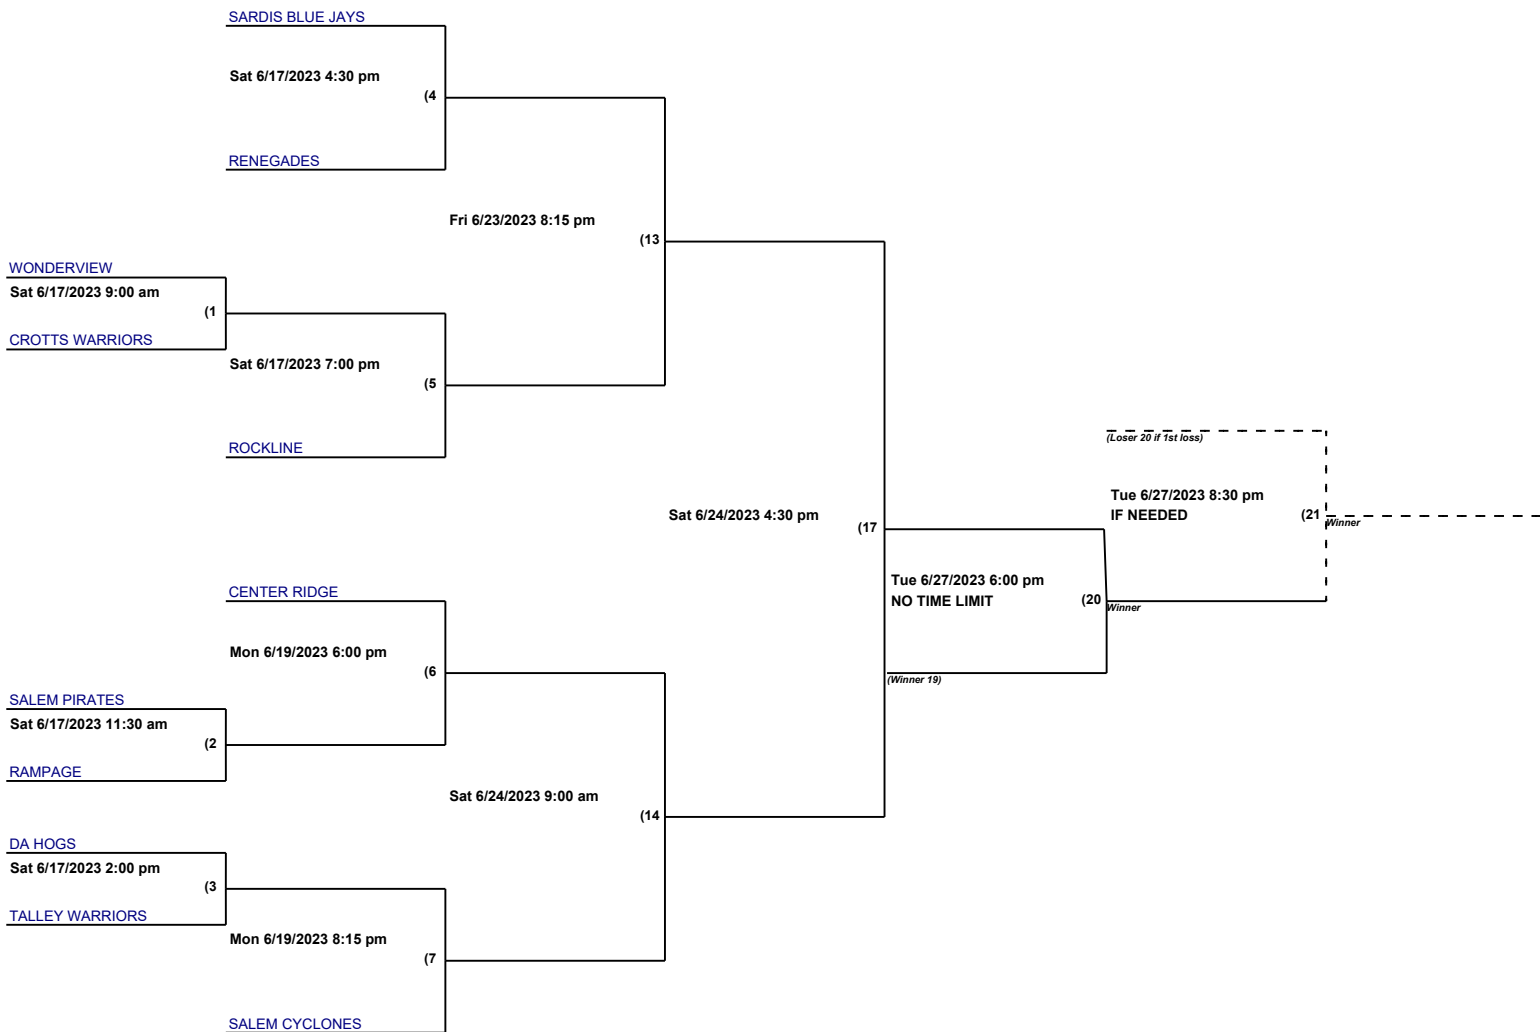 SARDIS BLUE JAYS
Sat 6/17/2023 4:30 pm
(4
RENEGADES
Fri 6/23/2023 8:15 pm
(13
WONDERVIEW
Sat 6/17/2023 9:00 am
(1
CROTTS WARRIORS
Sat 6/17/2023 7:00 pm
(5
ROCKLINE
(Loser 20 if 1st loss)
Tue 6/27/2023 8:30 pm
IF NEEDED
(21
Winner
Sat 6/24/2023 4:30 pm
(17
Tue 6/27/2023 6:00 pm
NO TIME LIMIT
(20
Winner
(Winner 19)
CENTER RIDGE
Mon 6/19/2023 6:00 pm
(6
SALEM PIRATES
Sat 6/17/2023 11:30 am
(2
RAMPAGE
Sat 6/24/2023 9:00 am
(14
DA HOGS
Sat 6/17/2023 2:00 pm
(3
TALLEY WARRIORS
Mon 6/19/2023 8:15 pm
(7
SALEM CYCLONES